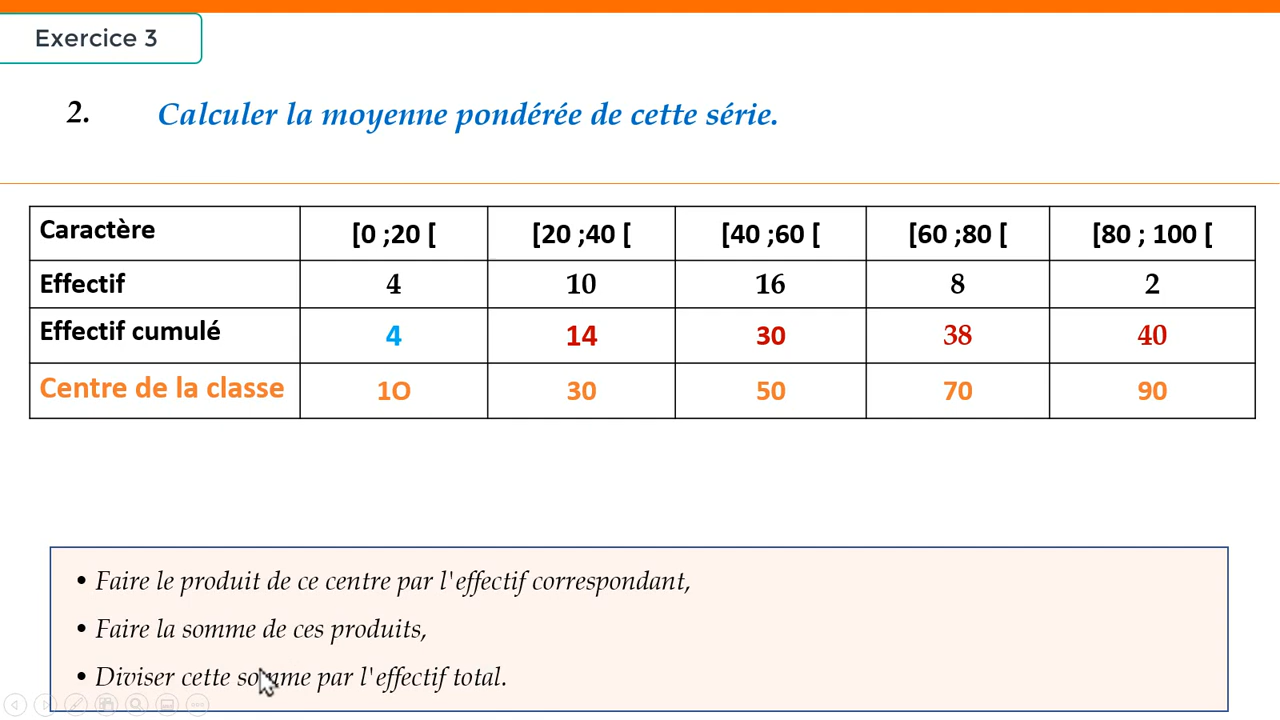 Exercice 3
2. Calculer la moyenne pondérée de cette série.
Caractère [0 ;20 [ [20 ;40 [ [40 ;60 [ [60 ;80 [ [80 ; 100 [
Effectif 4 10 16 8 2
Effectif cumulé 4 14 30 38 40
Centre de la classe 1O 30 50 70 90
• Faire le produit de ce centre par l'effectif correspondant,
• Faire la somme de ces produits,
• Diviser cette somme par l'effectif total.